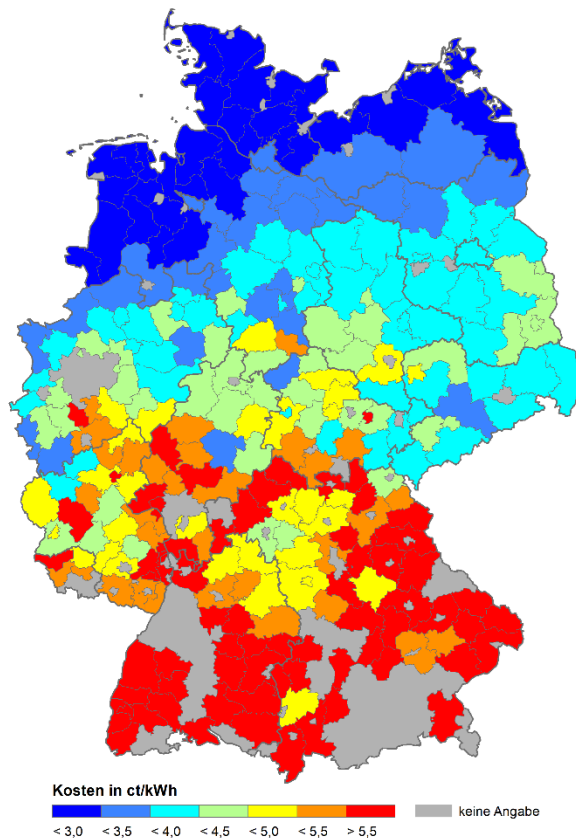 Kosten in ct/kWh
< 3,0 < 3,5 < 4,0 < 4,5 < 5,0 < 5,5 > 5,5 keine Angabe